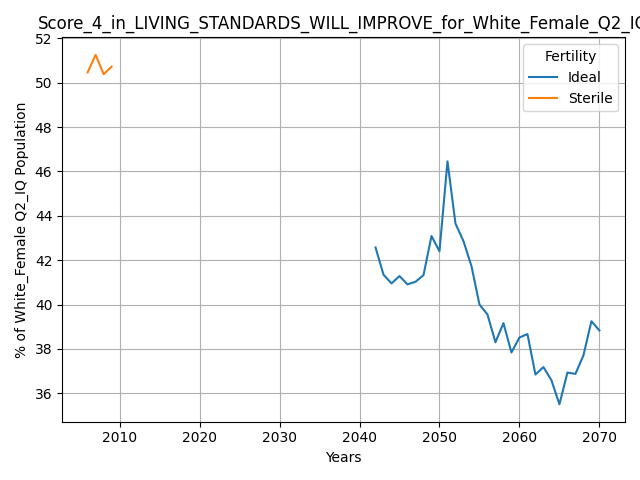 Score_4_in_LIVING_STANDARDS_WILL_IMPROVE_for_White_Female_Q2_IQ
52
50
48
46
44
42
40
38
36
% of White_Female Q2_IQ Population
Fertility
Ideal
Sterile
2010
2020
2030
2040
2050
2060
2070
Years